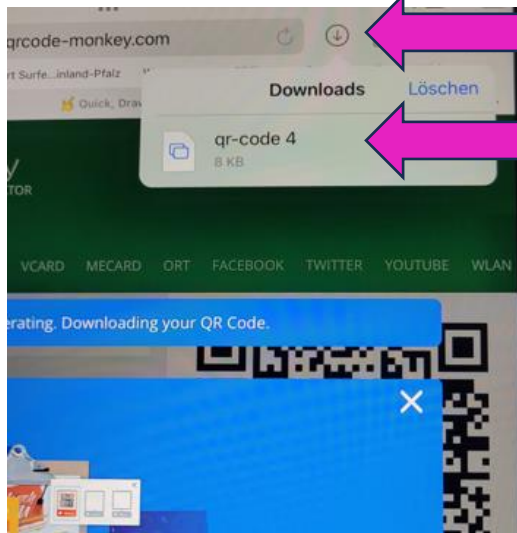 qrcode-monkey.com
rt Surfe...inland-Pfalz
Quick, Draw
Downloads Löschen
qr-code 4
8 KB
y
TOR
VCARD MECARD ORT FACEBOOK TWITTER YOUTUBE WLAN
erating. Downloading your QR Code.